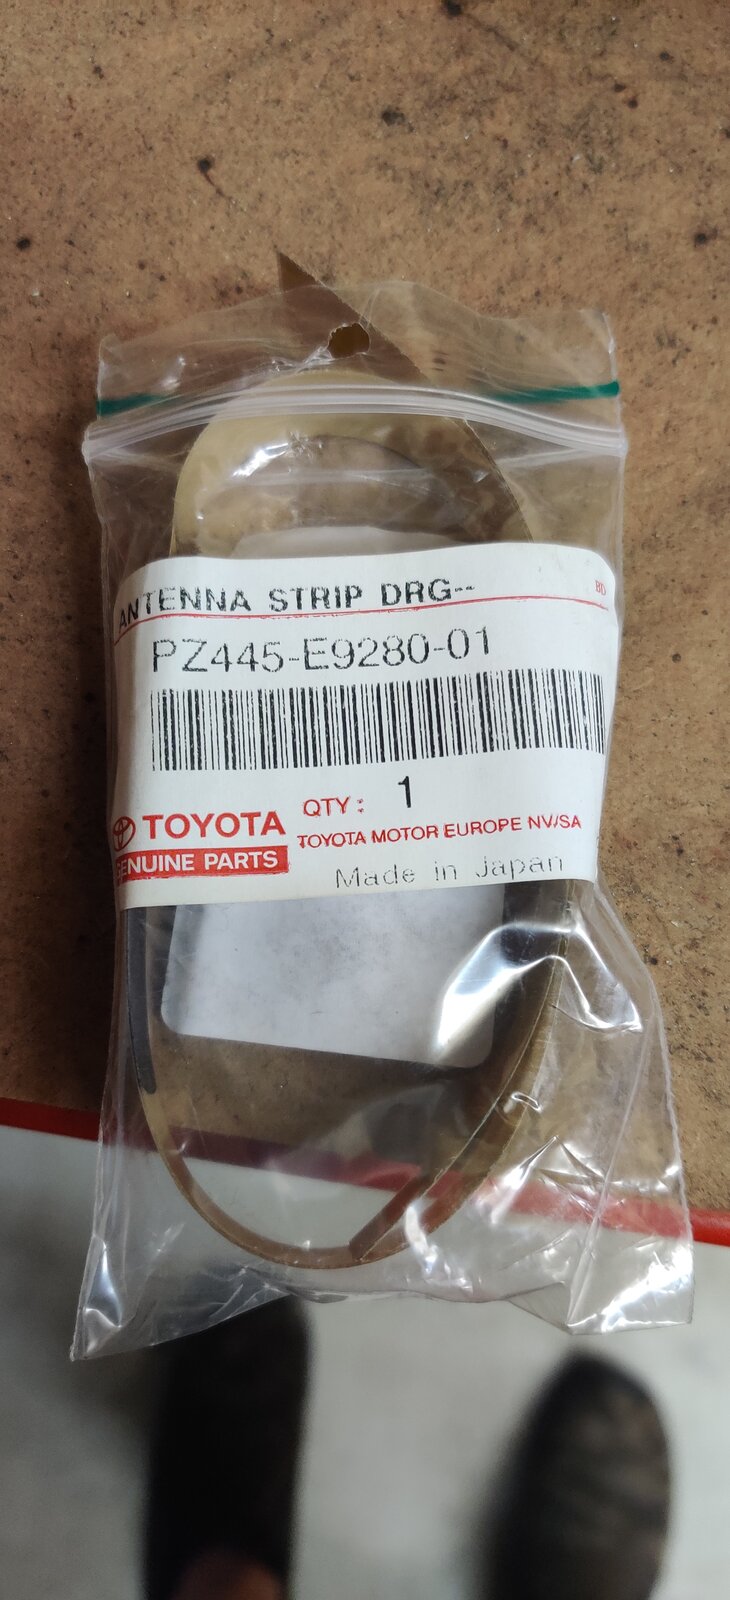 ANTENNA STRIP DRG--
BD
PZ445-E9280-01
QTY: 1
TOYOTA
GENUINE PARTS
TOYOTA MOTOR EUROPE NV/SA
Made in Japan